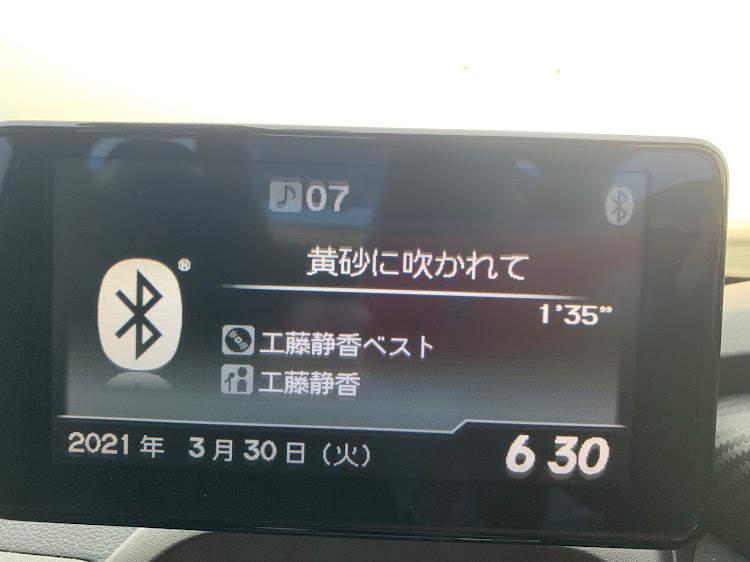 07
黄砂に吹かれて
1'35"
工藤静香ベスト
工藤静香
2021年 3月30日(火) 6 30